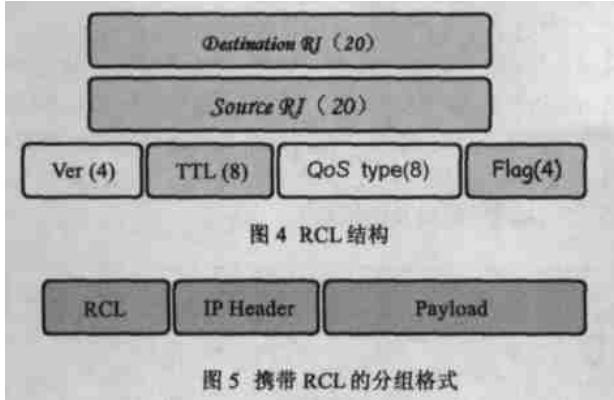 Destination RJ（20）
Source RJ（20）
Ver (4) TTL (8) QoS type(8) Flag(4)
图 4 RCL 结构
RCL IP Header Payload
图 5 携带 RCL 的分组格式